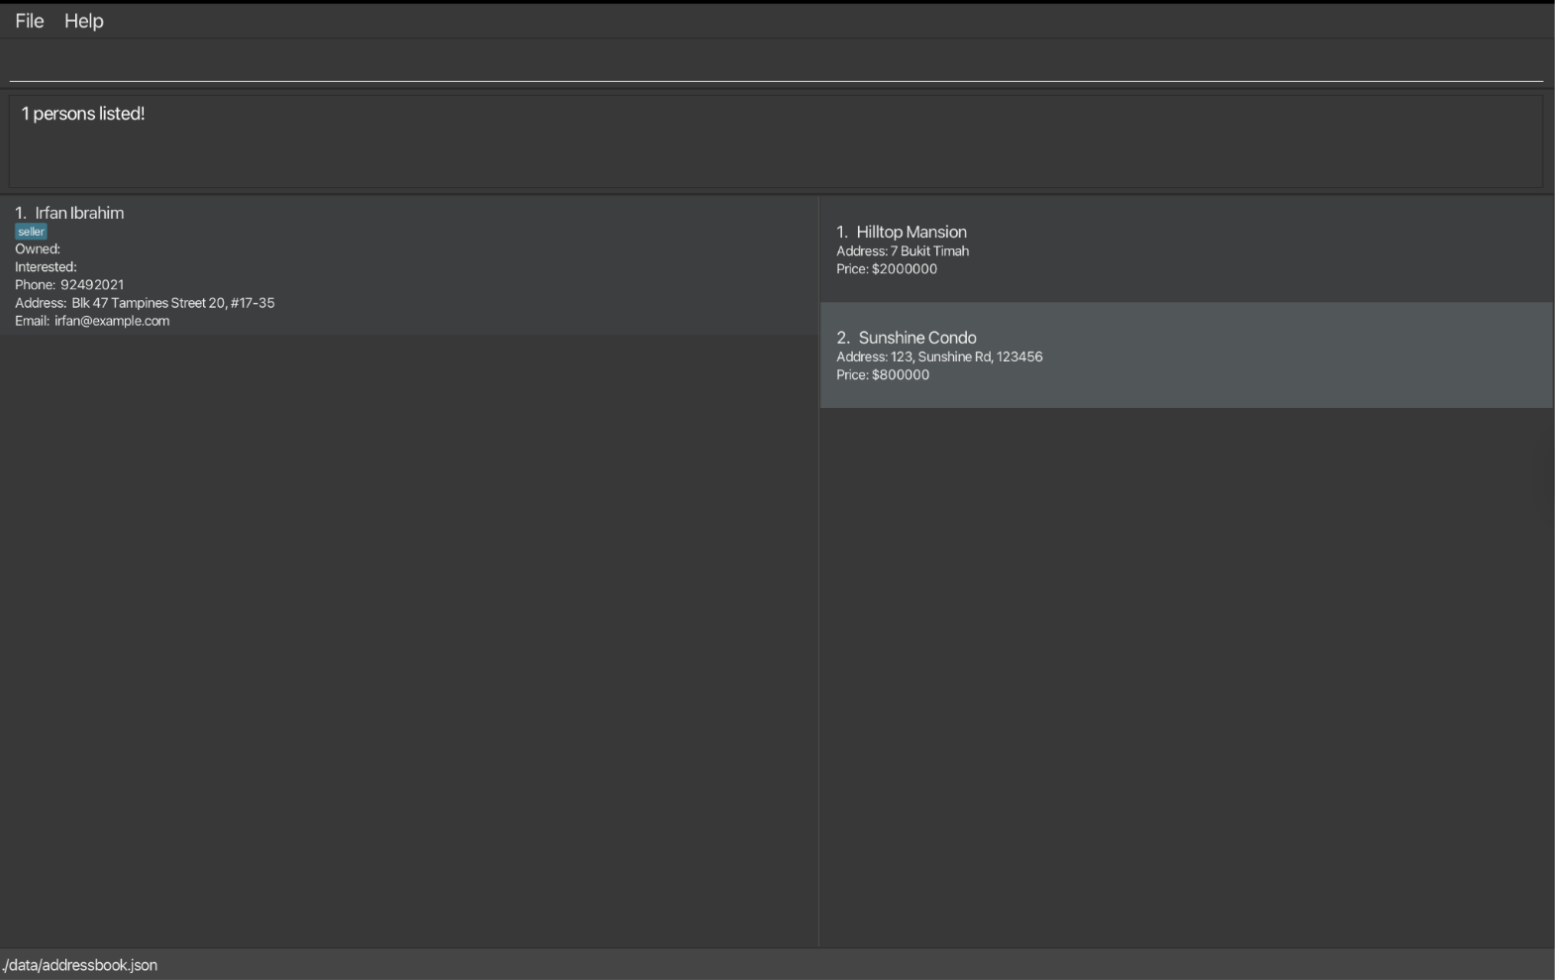 File Help
1 persons listed!
1. Irfan Ibrahim
seller
Owned:
Interested:
Phone: 92492021
Address: Blk 47 Tampines Street 20, #17-35
Email: irfan@example.com
1. Hilltop Mansion
Address: 7 Bukit Timah
Price: $2000000
2. Sunshine Condo
Address: 123, Sunshine Rd, 123456
Price: $800000
./data/addressbook.json